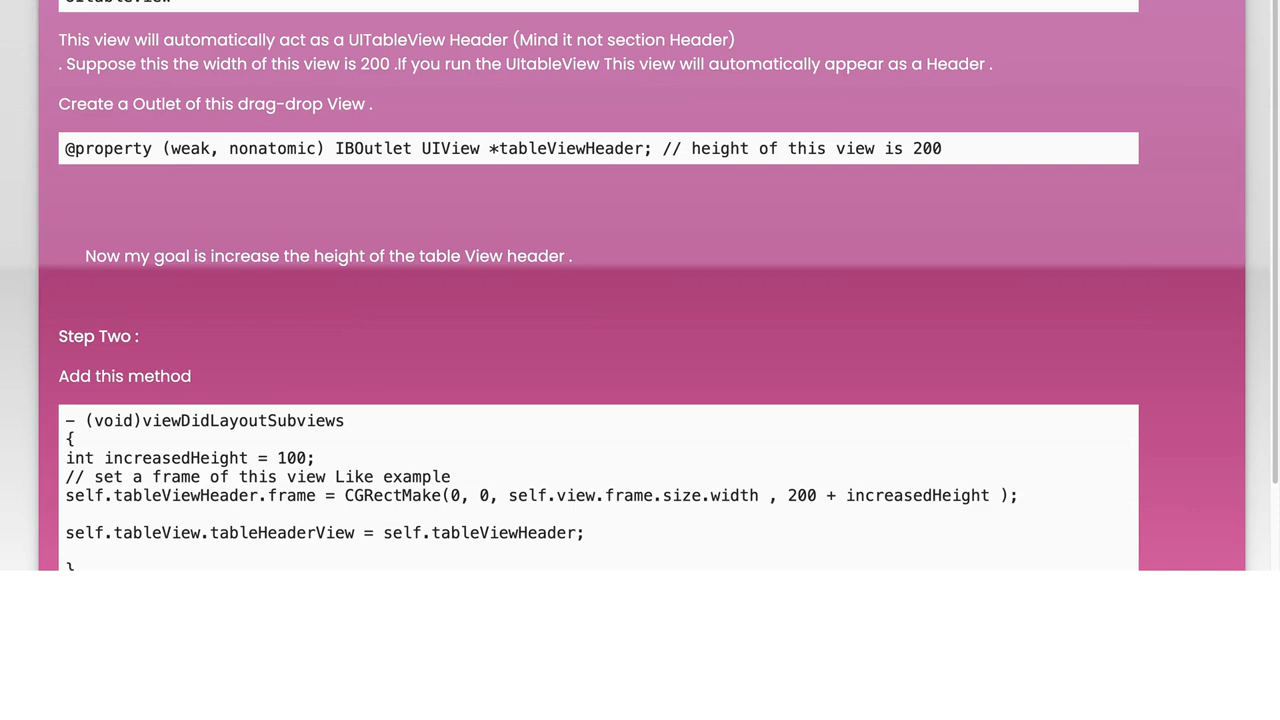 This view will automatically act as a UITableView Header (Mind it not section Header)
. Suppose this the width of this view is 200 .If you run the UItableView This view will automatically appear as a Header .
Create a Outlet of this drag-drop View .
@property (weak, nonatomic) IBOutlet UIView *tableViewHeader; // height of this view is 200
Now my goal is increase the height of the table View header .
Step Two :
Add this method
- (void)viewDidLayoutSubviews
{
int increasedHeight = 100;
// set a frame of this view Like example
self.tableViewHeader.frame = CGRectMake(0, 0, self.view.frame.size.width , 200 + increasedHeight );
self.tableView.tableHeaderView = self.tableViewHeader;
}